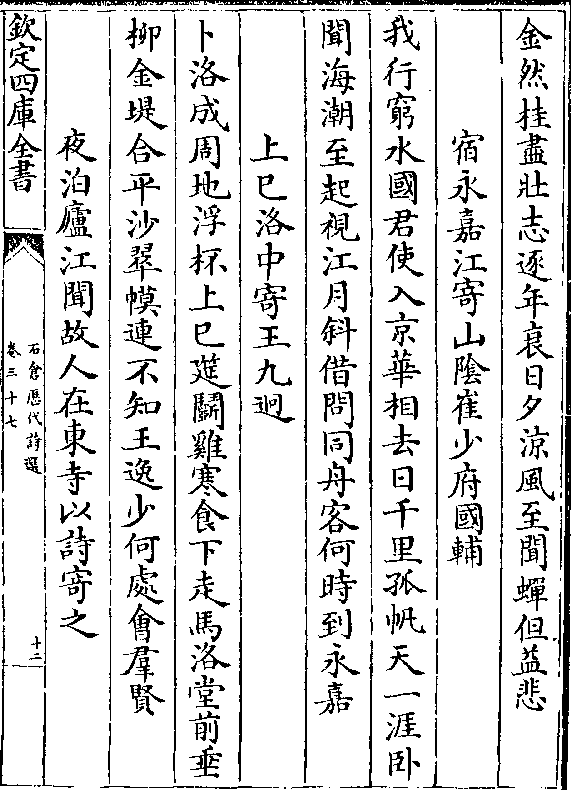 金然桂盡壯志逐年衰日夕涼風至聞蟬但益悲
宿永嘉江寄山陰崔少府國輔
我行窮水國君使入京華相去日千里孤帆天一涯卧
聞海潮至起視江月斜借問同舟客何時到永嘉
上巳洛中寄王九迥
卜洛成周地浮杯上巳筵鬭雞寒食下走馬洛堂前垂
柳金堤合平沙翠幙連不知王逸少何處會羣賢
夜泊廬江聞故人在東寺以詩寄之
欽定四庫全書
石倉歷代詩選
卷三十七
十二